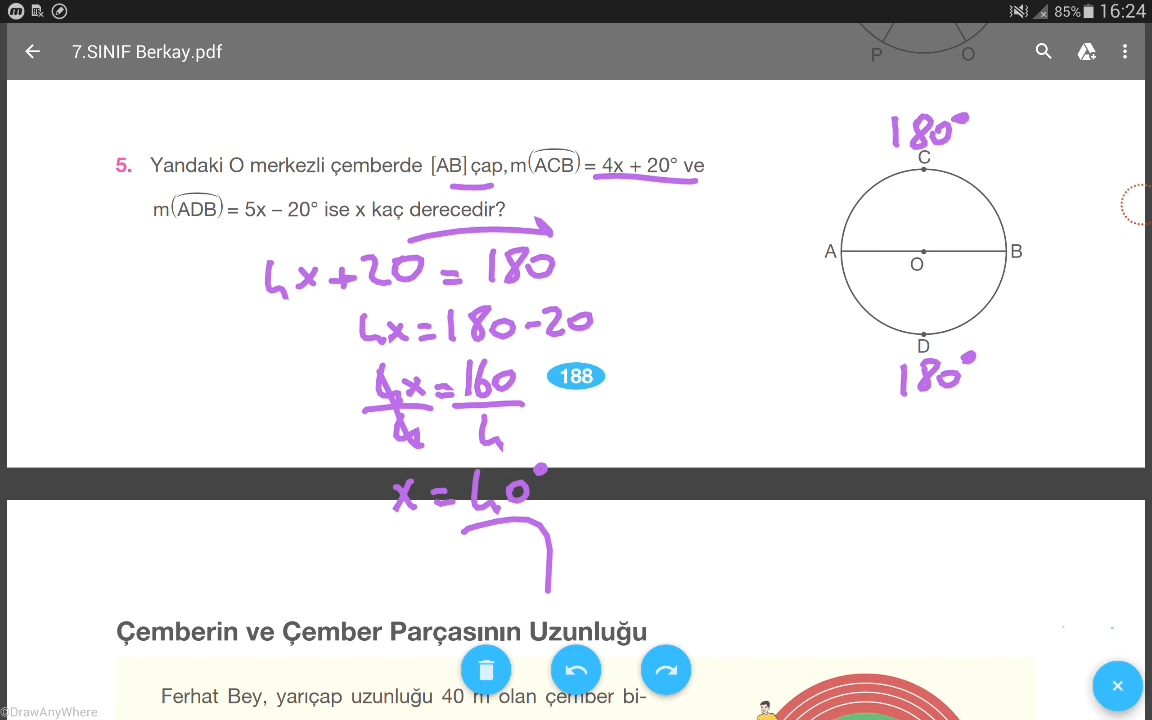 85% 16:24
7.SINIF Berkay.pdf
P O
180°
5. Yandaki O merkezli çemberde [AB] çap, m(ACB) = 4x + 20° ve
m(ADB) = 5x – 20° ise x kaç derecedir?
C
A O B
D
180°
4x+20 = 180
4x = 180-20
4x = 160
4 4
188
x = 40°
Çemberin ve Çember Parçasının Uzunluğu
Ferhat Bey, yarıçap uzunluğu 40 m olan çember bi-
©DrawAnyWhere